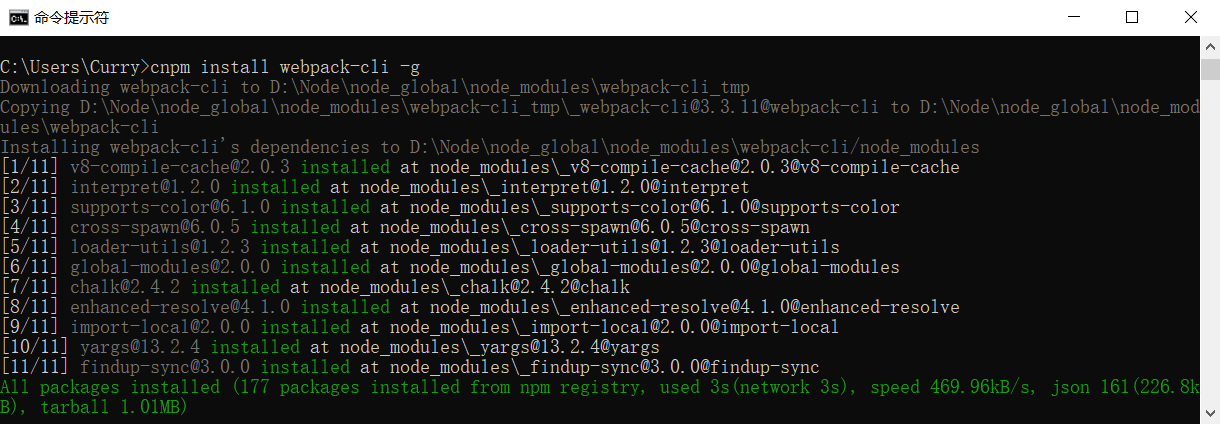 命令提示符
C:\Users\Curry>cnpm install webpack-cli -g
Downloading webpack-cli to D:\Node\node_global\node_modules\webpack-cli_tmp
Copying D:\Node\node_global\node_modules\webpack-cli_tmp\_webpack-cli@3.3.11@webpack-cli to D:\Node\node_global\node_mod
ules\webpack-cli
Installing webpack-cli's dependencies to D:\Node\node_global\node_modules\webpack-cli/node_modules
[1/11] v8-compile-cache@2.0.3 installed at node_modules\_v8-compile-cache@2.0.3@v8-compile-cache
[2/11] interpret@1.2.0 installed at node_modules\_interpret@1.2.0@interpret
[3/11] supports-color@6.1.0 installed at node_modules\_supports-color@6.1.0@supports-color
[4/11] cross-spawn@6.0.5 installed at node_modules\_cross-spawn@6.0.5@cross-spawn
[5/11] loader-utils@1.2.3 installed at node_modules\_loader-utils@1.2.3@loader-utils
[6/11] global-modules@2.0.0 installed at node_modules\_global-modules@2.0.0@global-modules
[7/11] chalk@2.4.2 installed at node_modules\_chalk@2.4.2@chalk
[8/11] enhanced-resolve@4.1.0 installed at node_modules\_enhanced-resolve@4.1.0@enhanced-resolve
[9/11] import-local@2.0.0 installed at node_modules\_import-local@2.0.0@import-local
[10/11] yargs@13.2.4 installed at node_modules\_yargs@13.2.4@yargs
[11/11] findup-sync@3.0.0 installed at node_modules\_findup-sync@3.0.0@findup-sync
All packages installed (177 packages installed from npm registry, used 3s(network 3s), speed 469.96kB/s, json 161(226.8k
B), tarball 1.01MB)